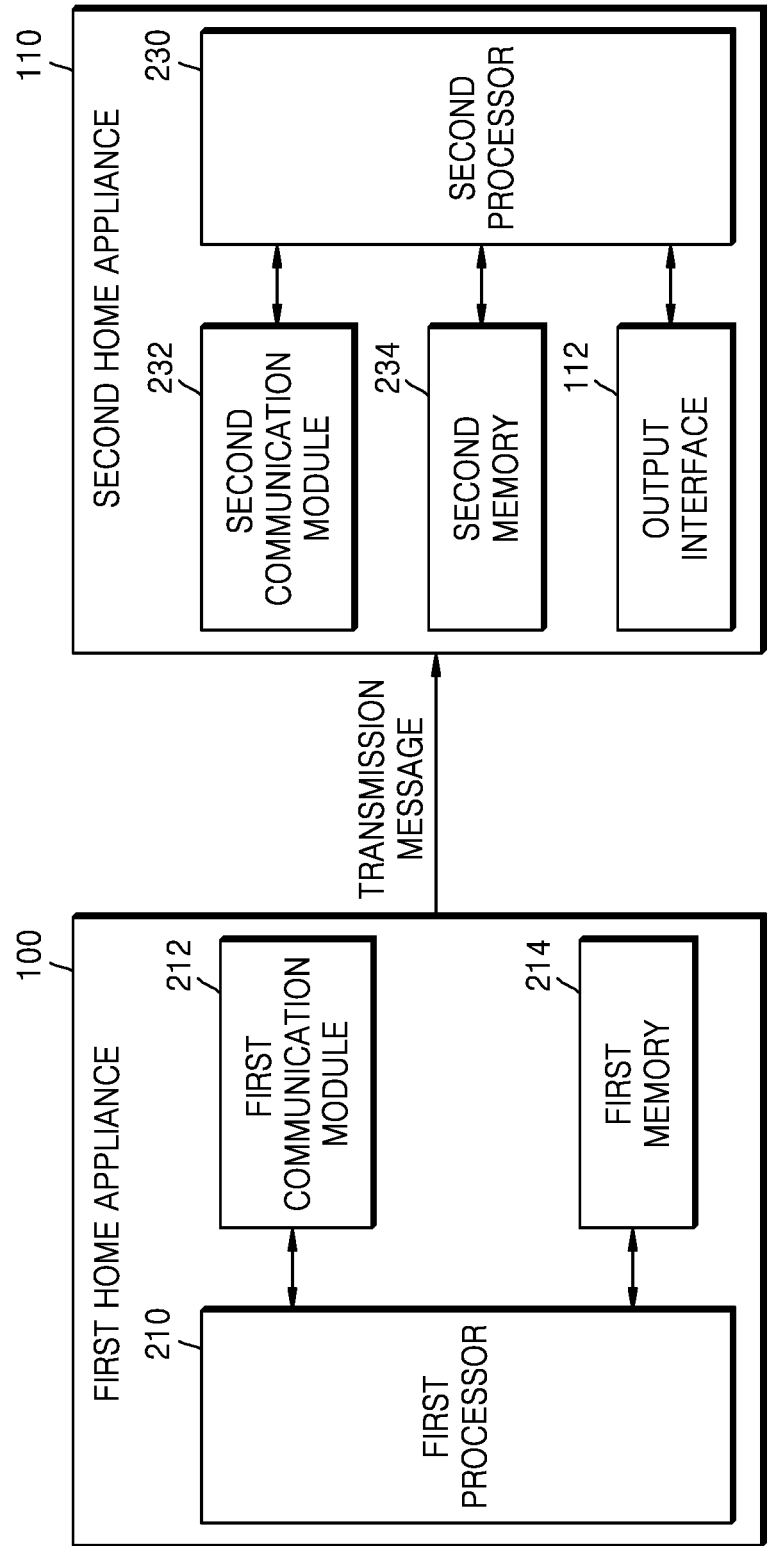 FIRST HOME APPLIANCE
100
210
FIRST
PROCESSOR
212
FIRST
COMMUNICATION
MODULE
214
FIRST
MEMORY
TRANSMISSION
MESSAGE
SECOND HOME APPLIANCE
110
232
SECOND
COMMUNICATION
MODULE
234
SECOND
MEMORY
112
OUTPUT
INTERFACE
230
SECOND
PROCESSOR